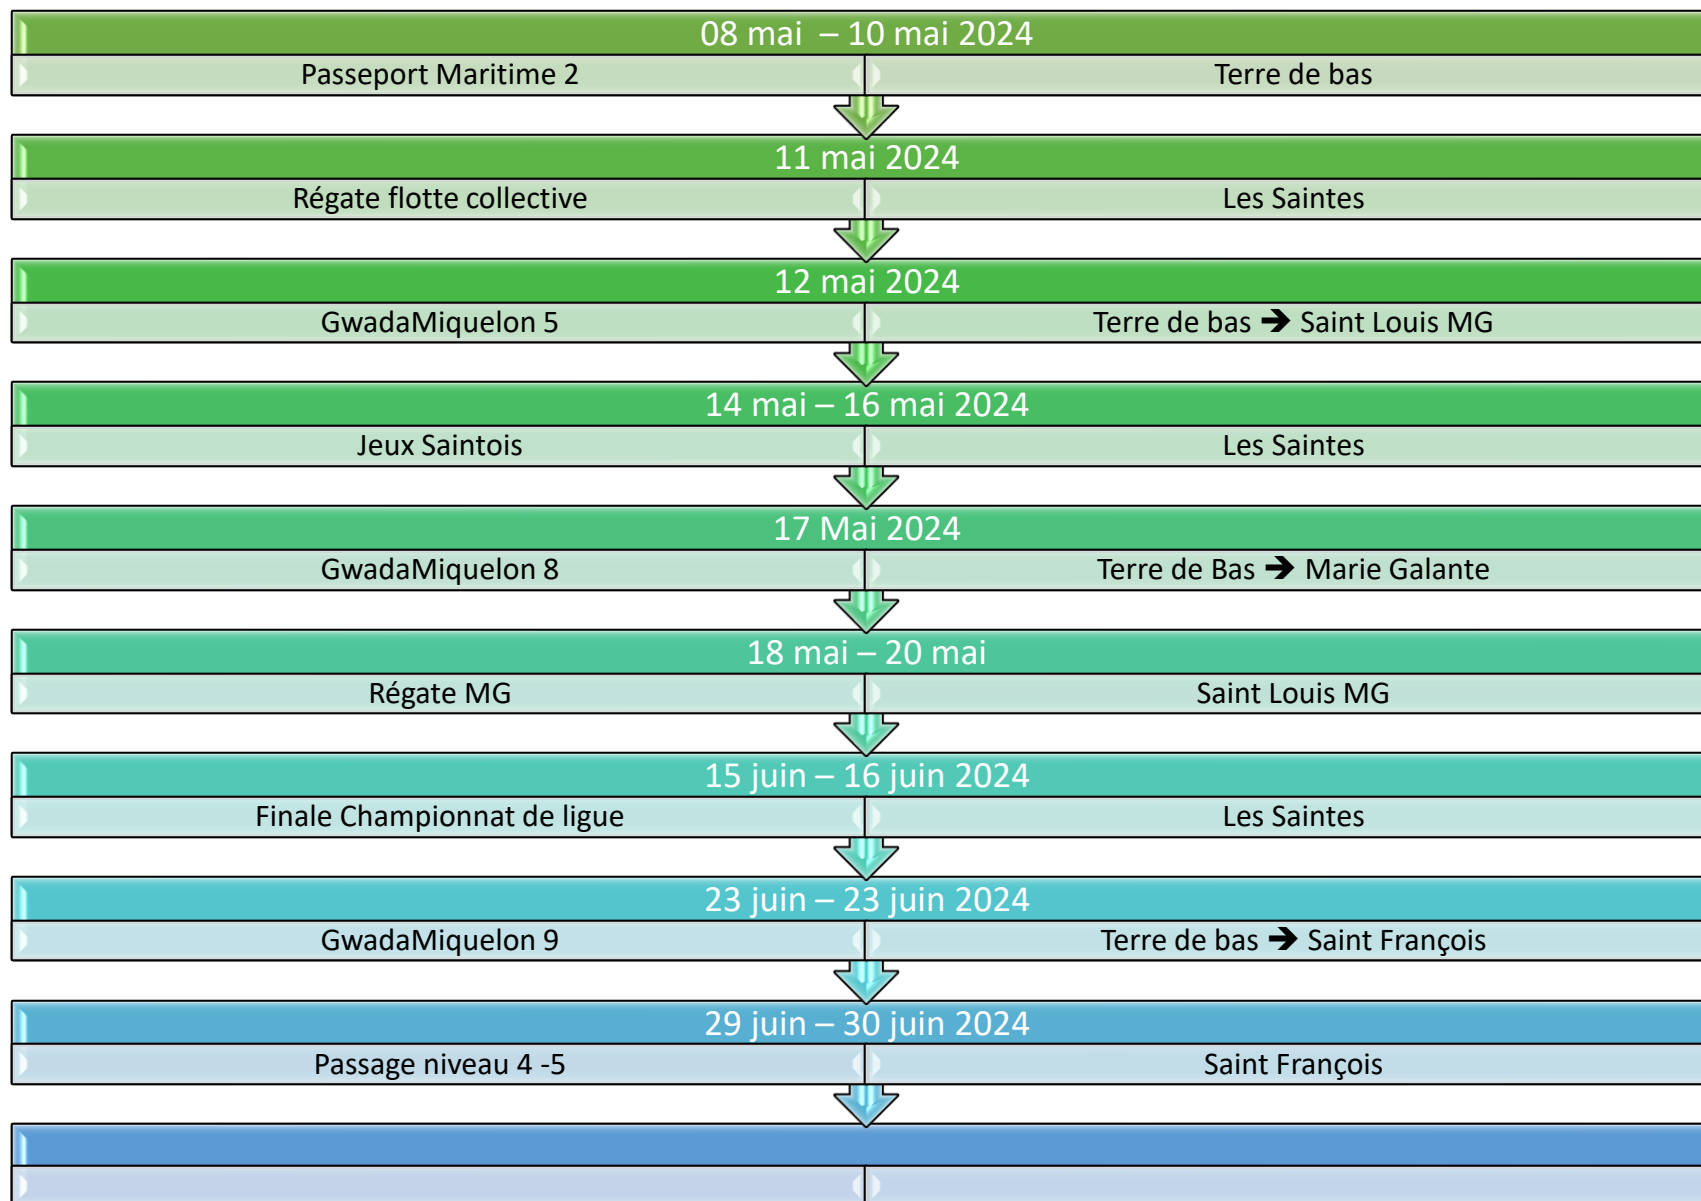 08 mai – 10 mai 2024
Passeport Maritime 2 Terre de bas
11 mai 2024
Régate flotte collective Les Saintes
12 mai 2024
GwadaMiquelon 5 Terre de bas → Saint Louis MG
14 mai – 16 mai 2024
Jeux Saintois Les Saintes
17 Mai 2024
GwadaMiquelon 8 Terre de Bas → Marie Galante
18 mai – 20 mai
Régate MG Saint Louis MG
15 juin – 16 juin 2024
Finale Championnat de ligue Les Saintes
23 juin – 23 juin 2024
GwadaMiquelon 9 Terre de bas → Saint François
29 juin – 30 juin 2024
Passage niveau 4 -5 Saint François